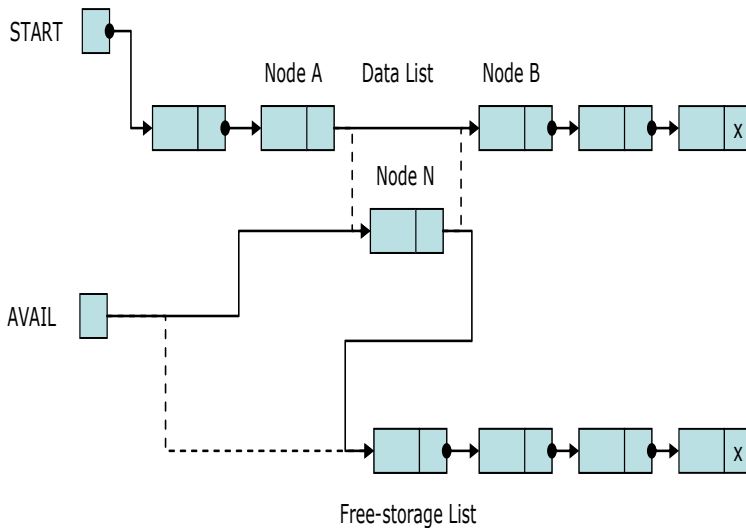 START
Node A
Data List
Node B
x
Node N
AVAIL
x
Free-storage List